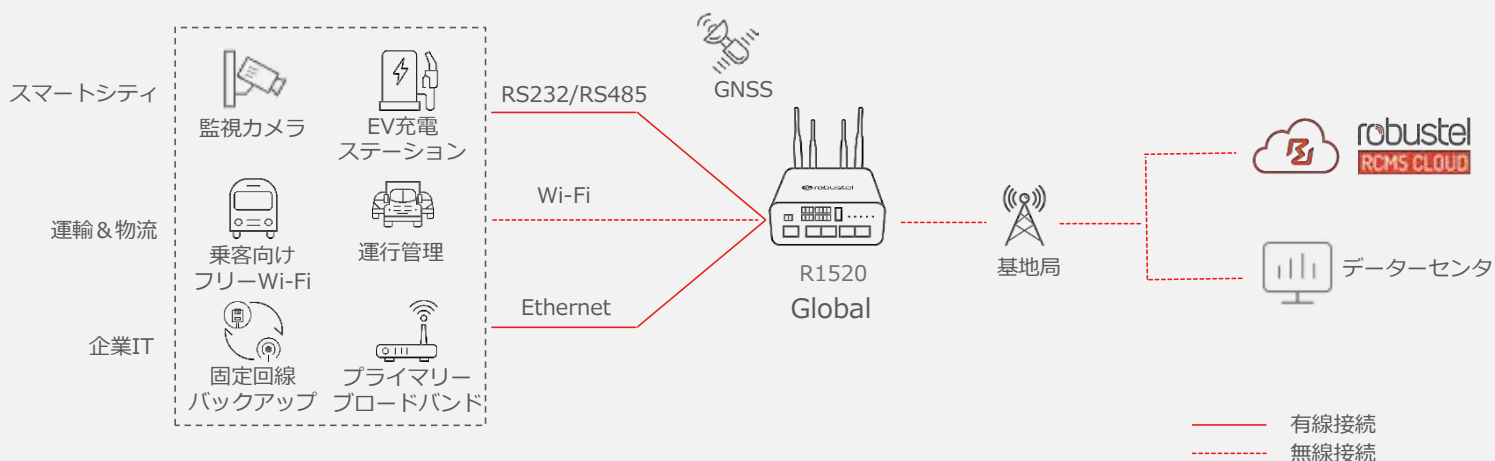 スマートシティ
監視カメラ
EV充電
ステーション
運輸&物流
乗客向け
フリーWi-Fi
運行管理
企業IT
固定回線
バックアップ
プライマリー
ブロードバンド
RS232/RS485
Wi-Fi
Ethernet
GNSS
robustel
R1520
Global
基地局
robustel
RCMS CLOUD
データーセンタ
有線接続
無線接続